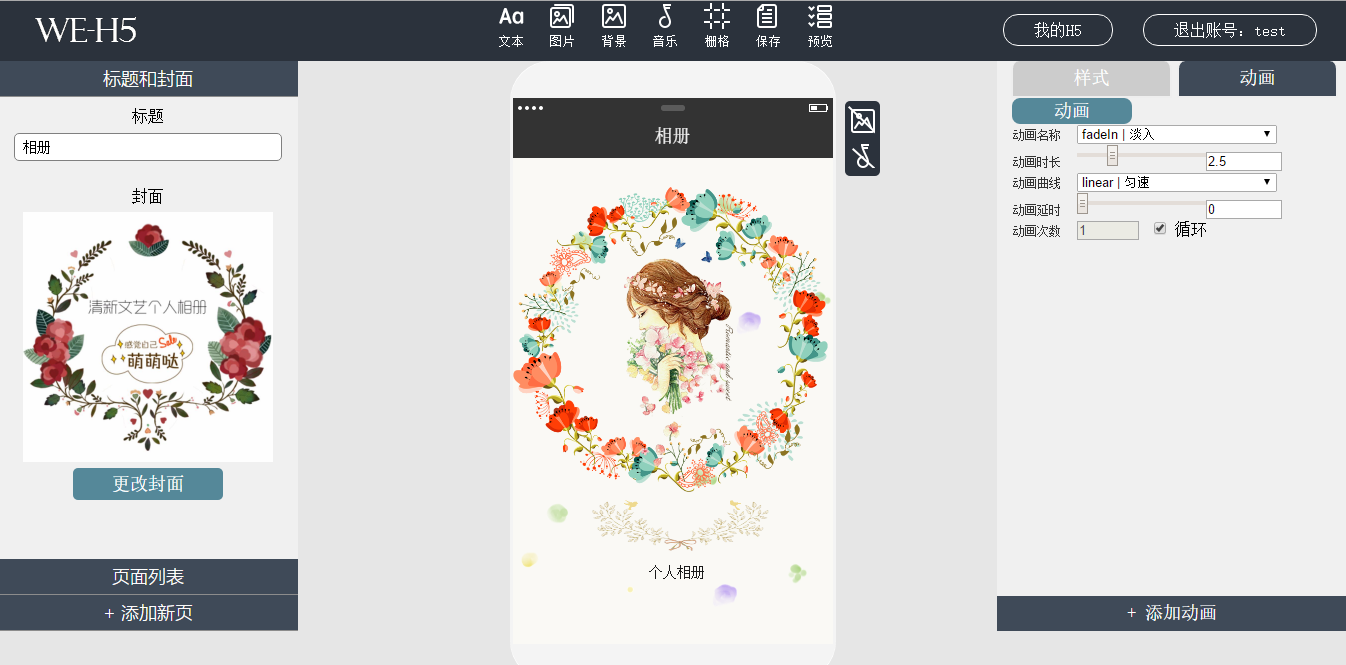 WE-H5
Aa
文本 图片 背景 音乐 栅格 保存 预览
我的H5 退出账号：test
标题和封面
标题
相册
封面
清新文艺个人相册
感觉自己
Sale
萌萌哒
更改封面
页面列表
+ 添加新页
相册
个人相册
样式 动画
动画
动画名称 fadeIn | 淡入
动画时长 2.5
动画曲线 linear | 匀速
动画延时 0
动画次数 1 循环
+ 添加动画